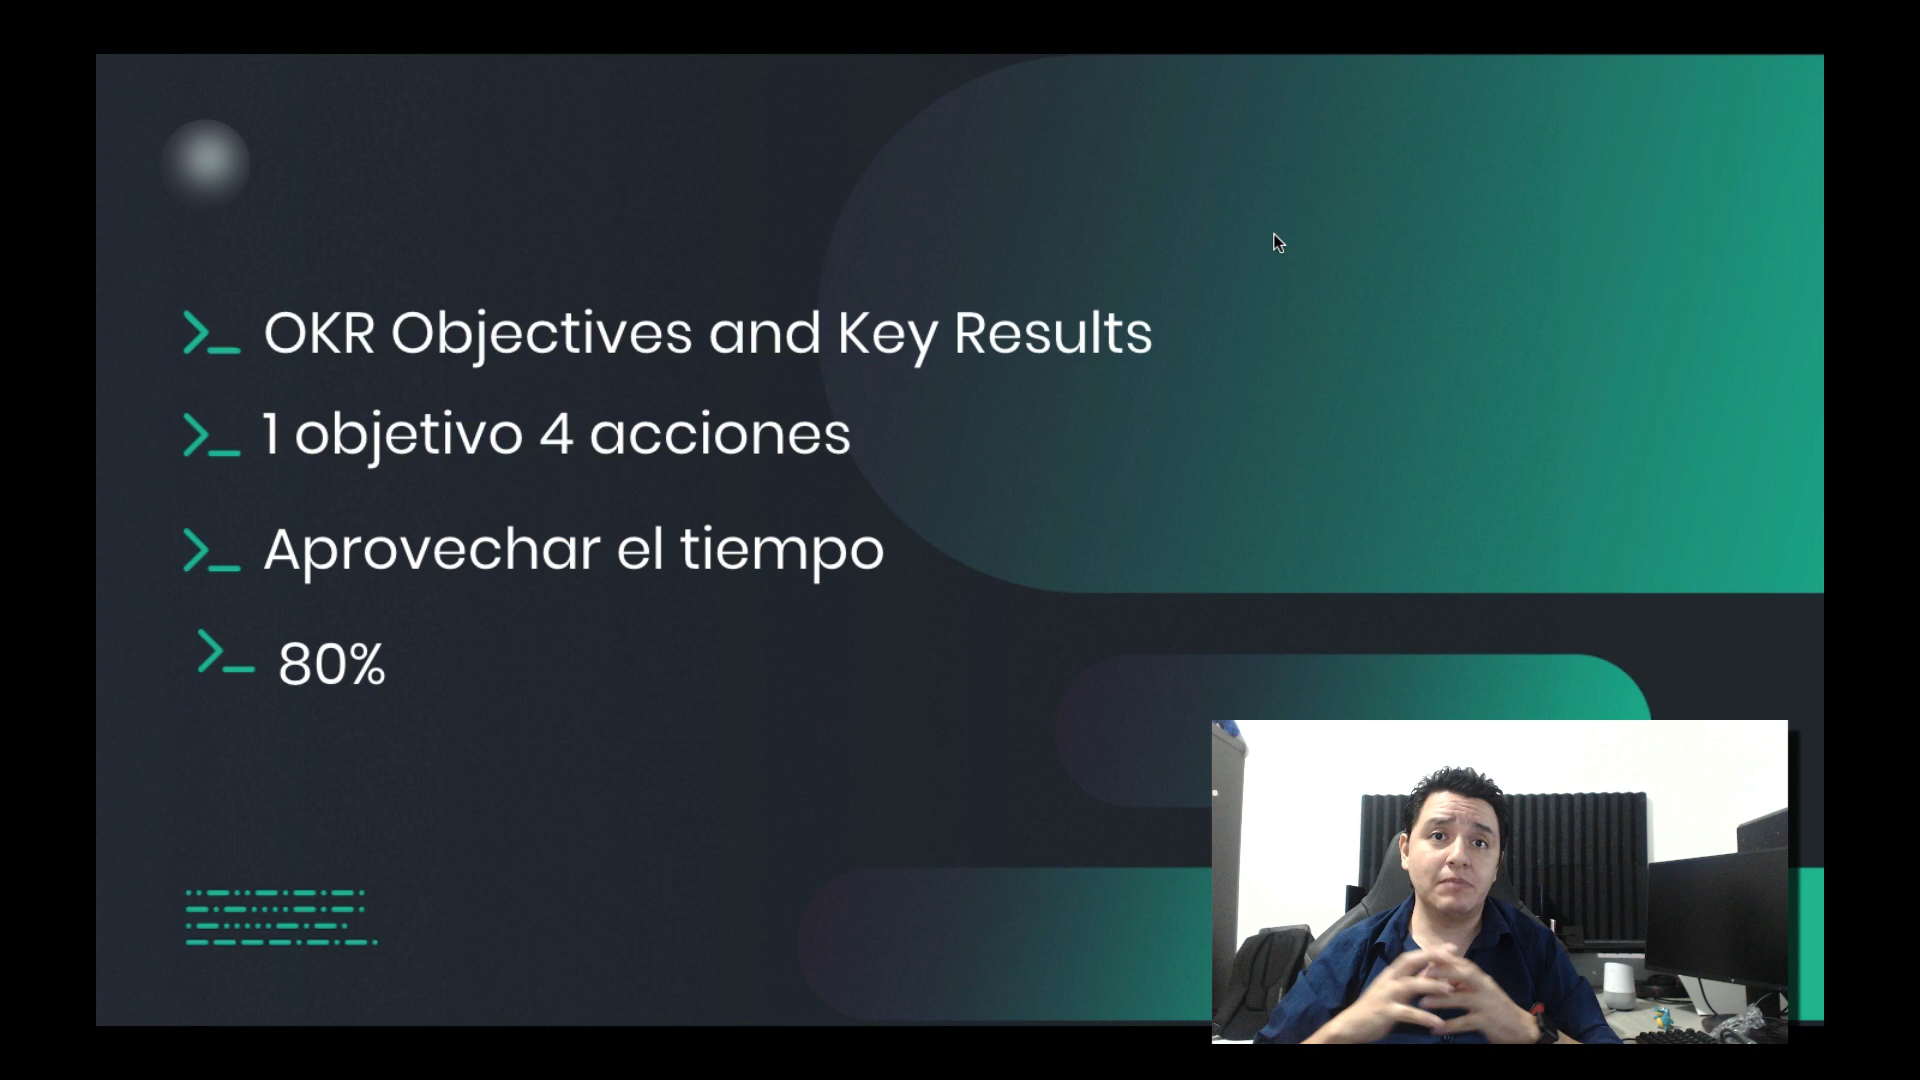 OKR Objectives and Key Results
1 objetivo 4 acciones
Aprovechar el tiempo
80%